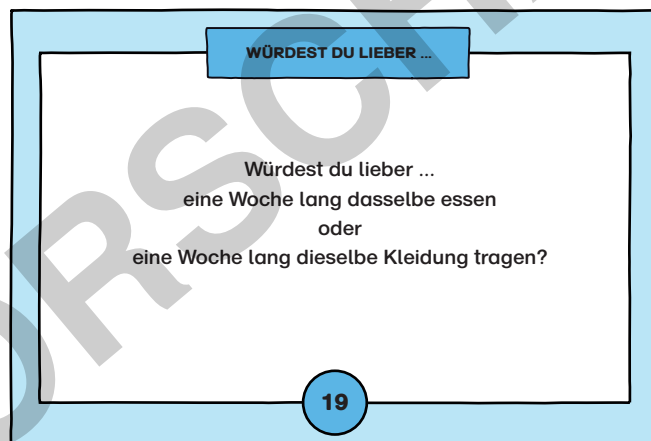 WÜRDEST DU LIEBER ...
Würdest du lieber ...
eine Woche lang dasselbe essen
oder
eine Woche lang dieselbe Kleidung tragen?
19